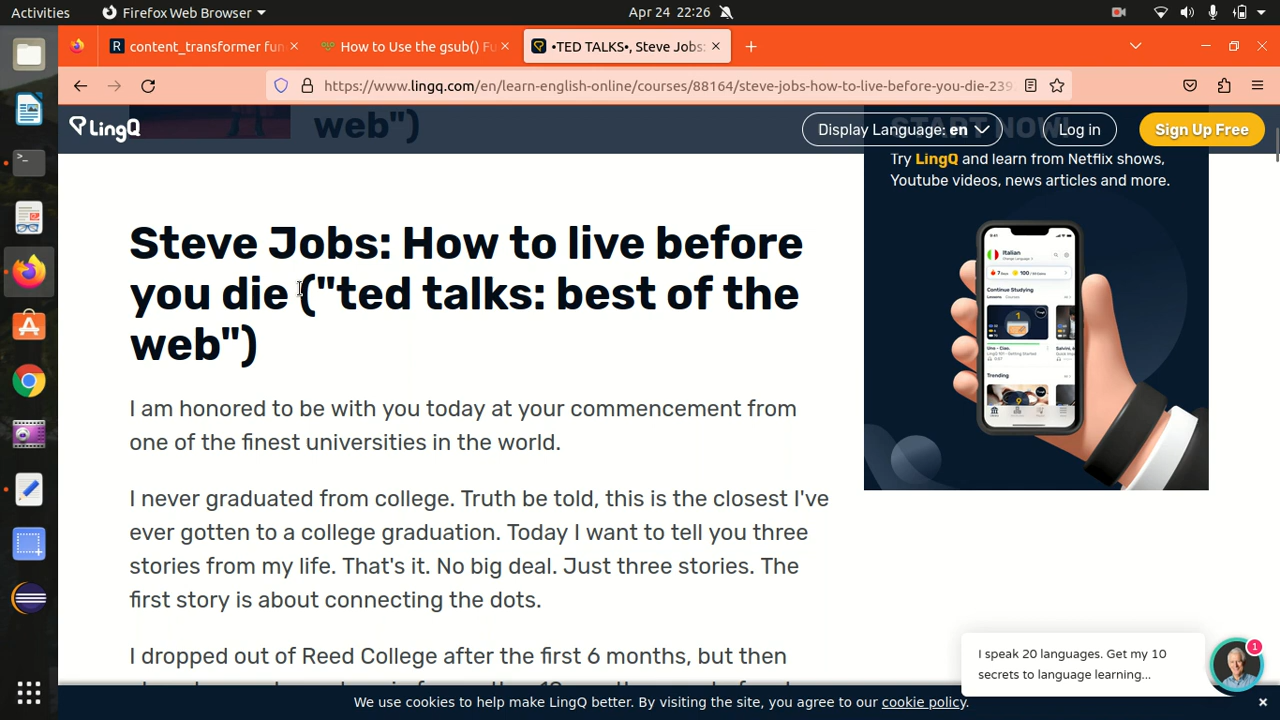 Activities
Firefox Web Browser
Apr 24 22:26
R content_transformer fun
How to Use the gsub() Fu
•TED TALKS•, Steve Jobs:
https://www.lingq.com/en/learn-english-online/courses/88164/steve-jobs-how-to-live-before-you-die-239
web")
LingQ
Display Language: en
Log in
Sign Up Free
START NOW!
Try LingQ and learn from Netflix shows,
Youtube videos, news articles and more.
Steve Jobs: How to live before
you die ("ted talks: best of the
web")
I am honored to be with you today at your commencement from
one of the finest universities in the world.
I never graduated from college. Truth be told, this is the closest I've
ever gotten to a college graduation. Today I want to tell you three
stories from my life. That's it. No big deal. Just three stories. The
first story is about connecting the dots.
I dropped out of Reed College after the first 6 months, but then
Italian
Continue Studying
Trending
I speak 20 languages. Get my 10
secrets to language learning...
1
We use cookies to help make LingQ better. By visiting the site, you agree to our cookie policy.